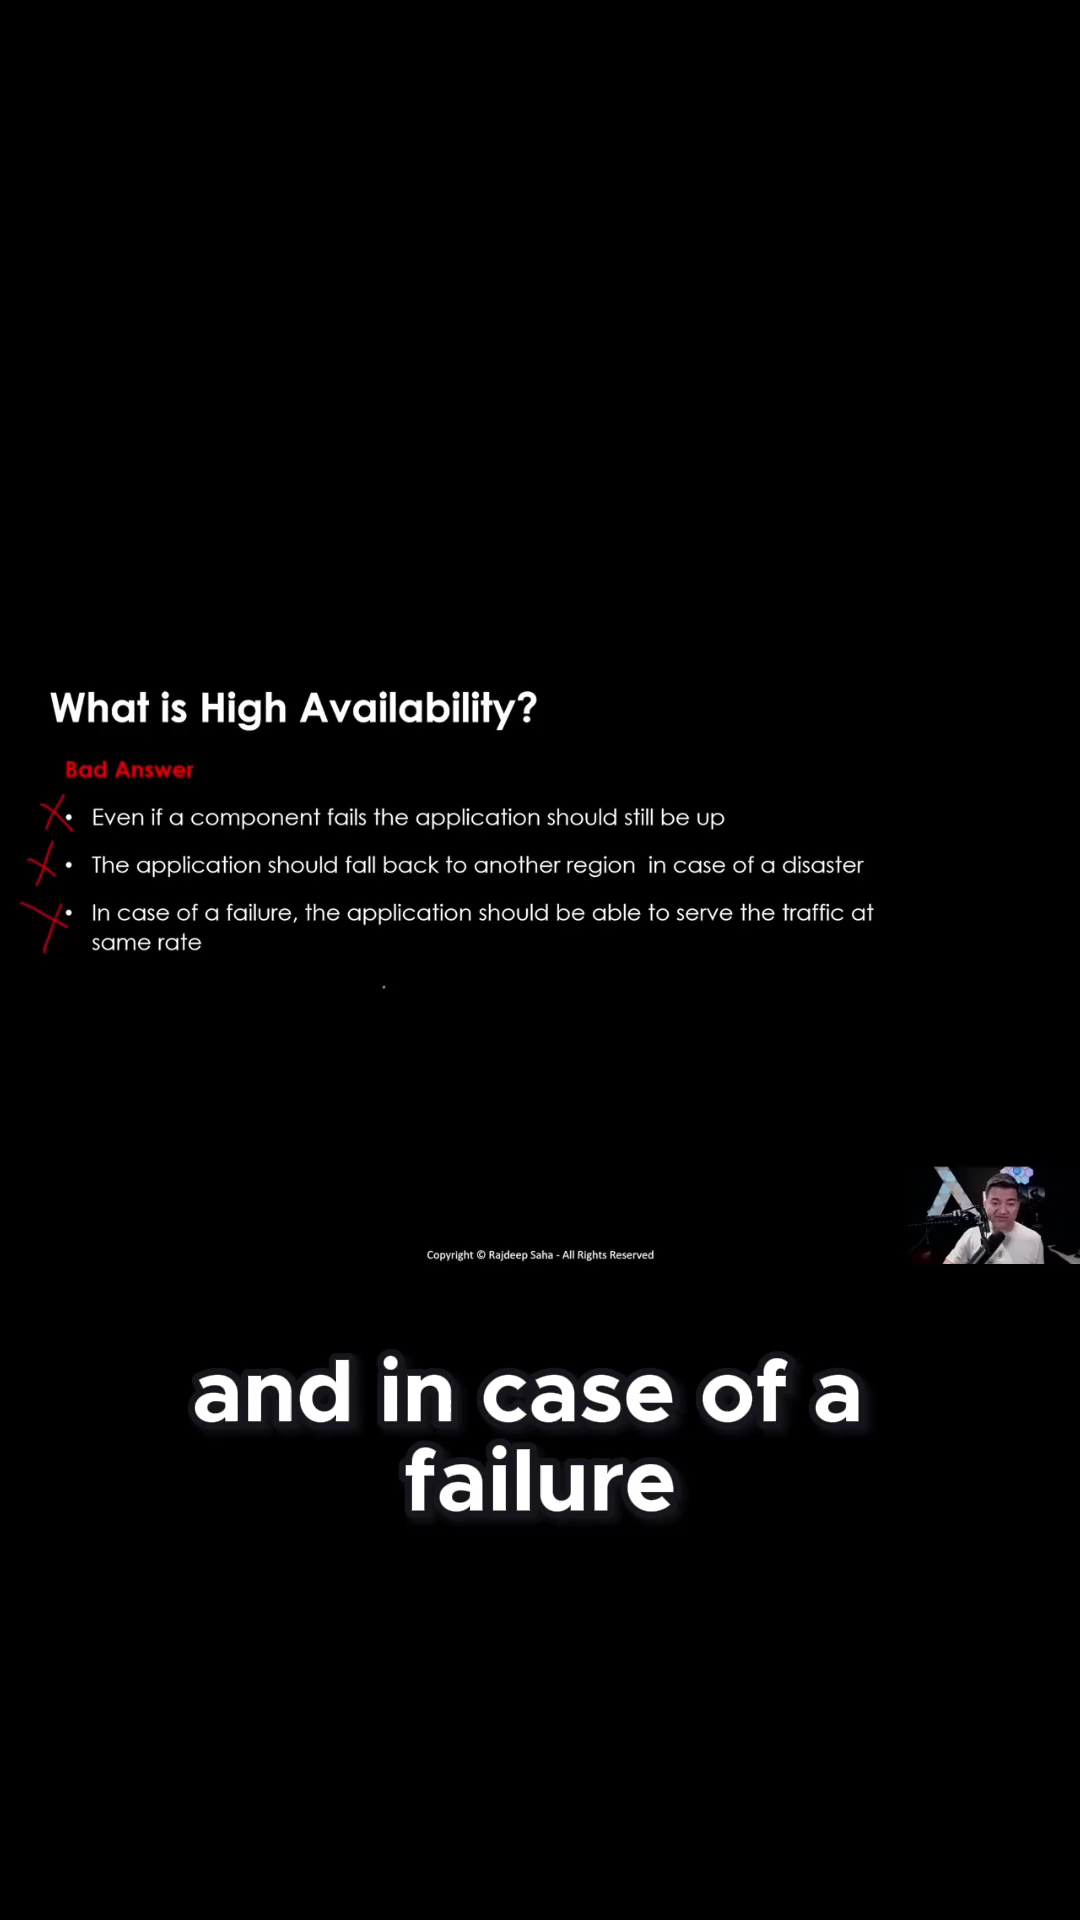 What is High Availability?
Bad Answer
• Even if a component fails the application should still be up
• The application should fall back to another region in case of a disaster
• In case of a failure, the application should be able to serve the traffic at
same rate
Copyright © Rajdeep Saha - All Rights Reserved
and in case of a
failure